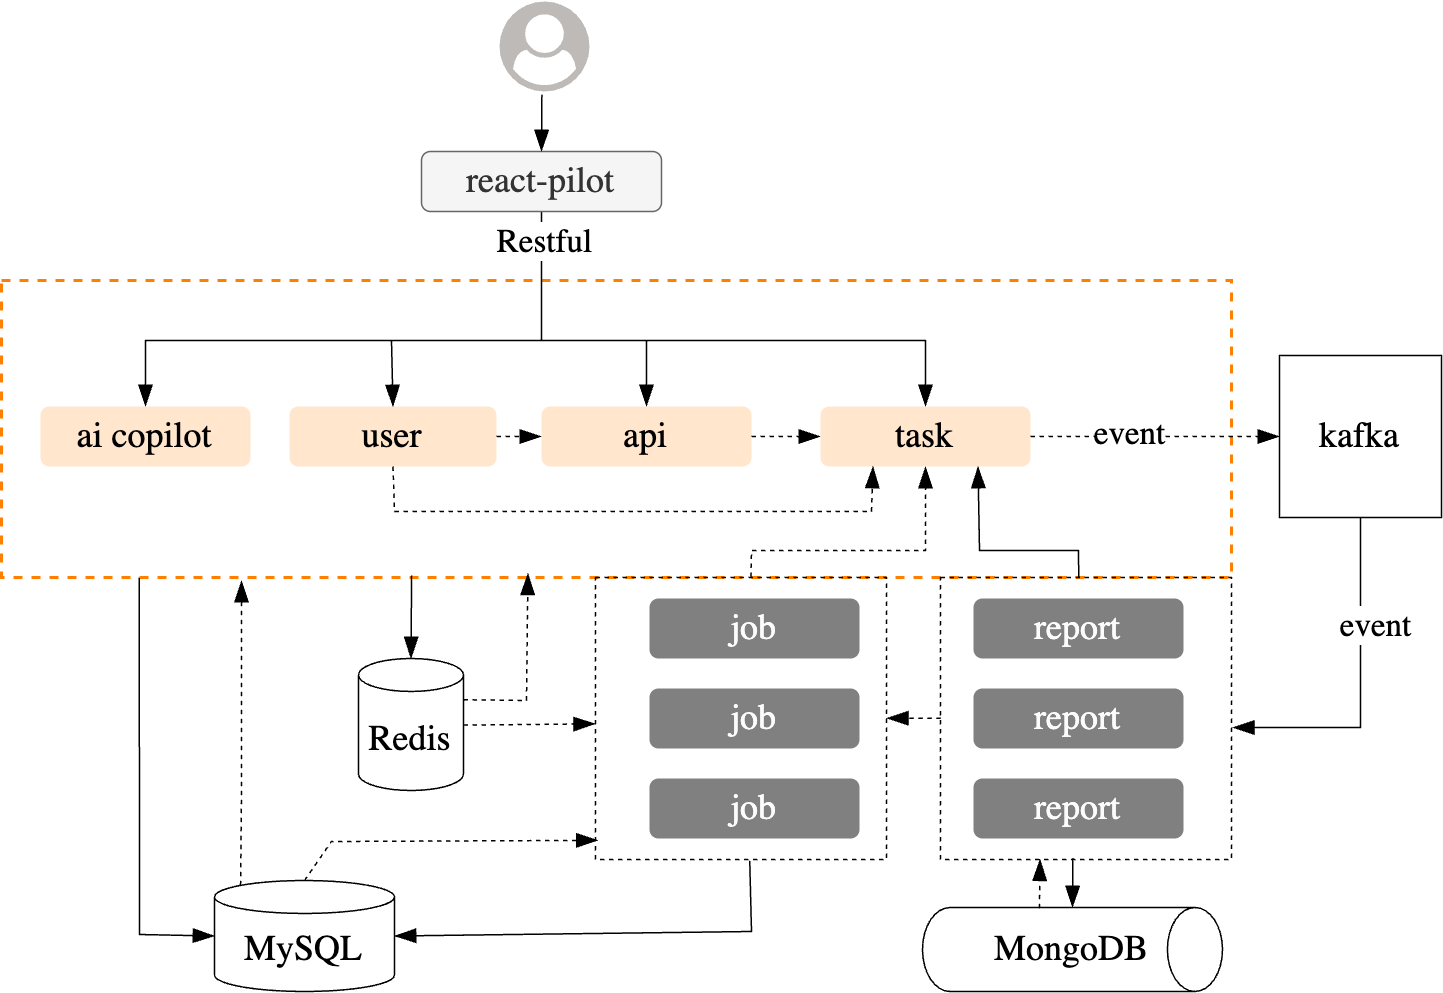 react-pilot
Restful
ai copilot
user
api
task
event
kafka
job
report
event
Redis
job
report
job
report
MySQL
MongoDB